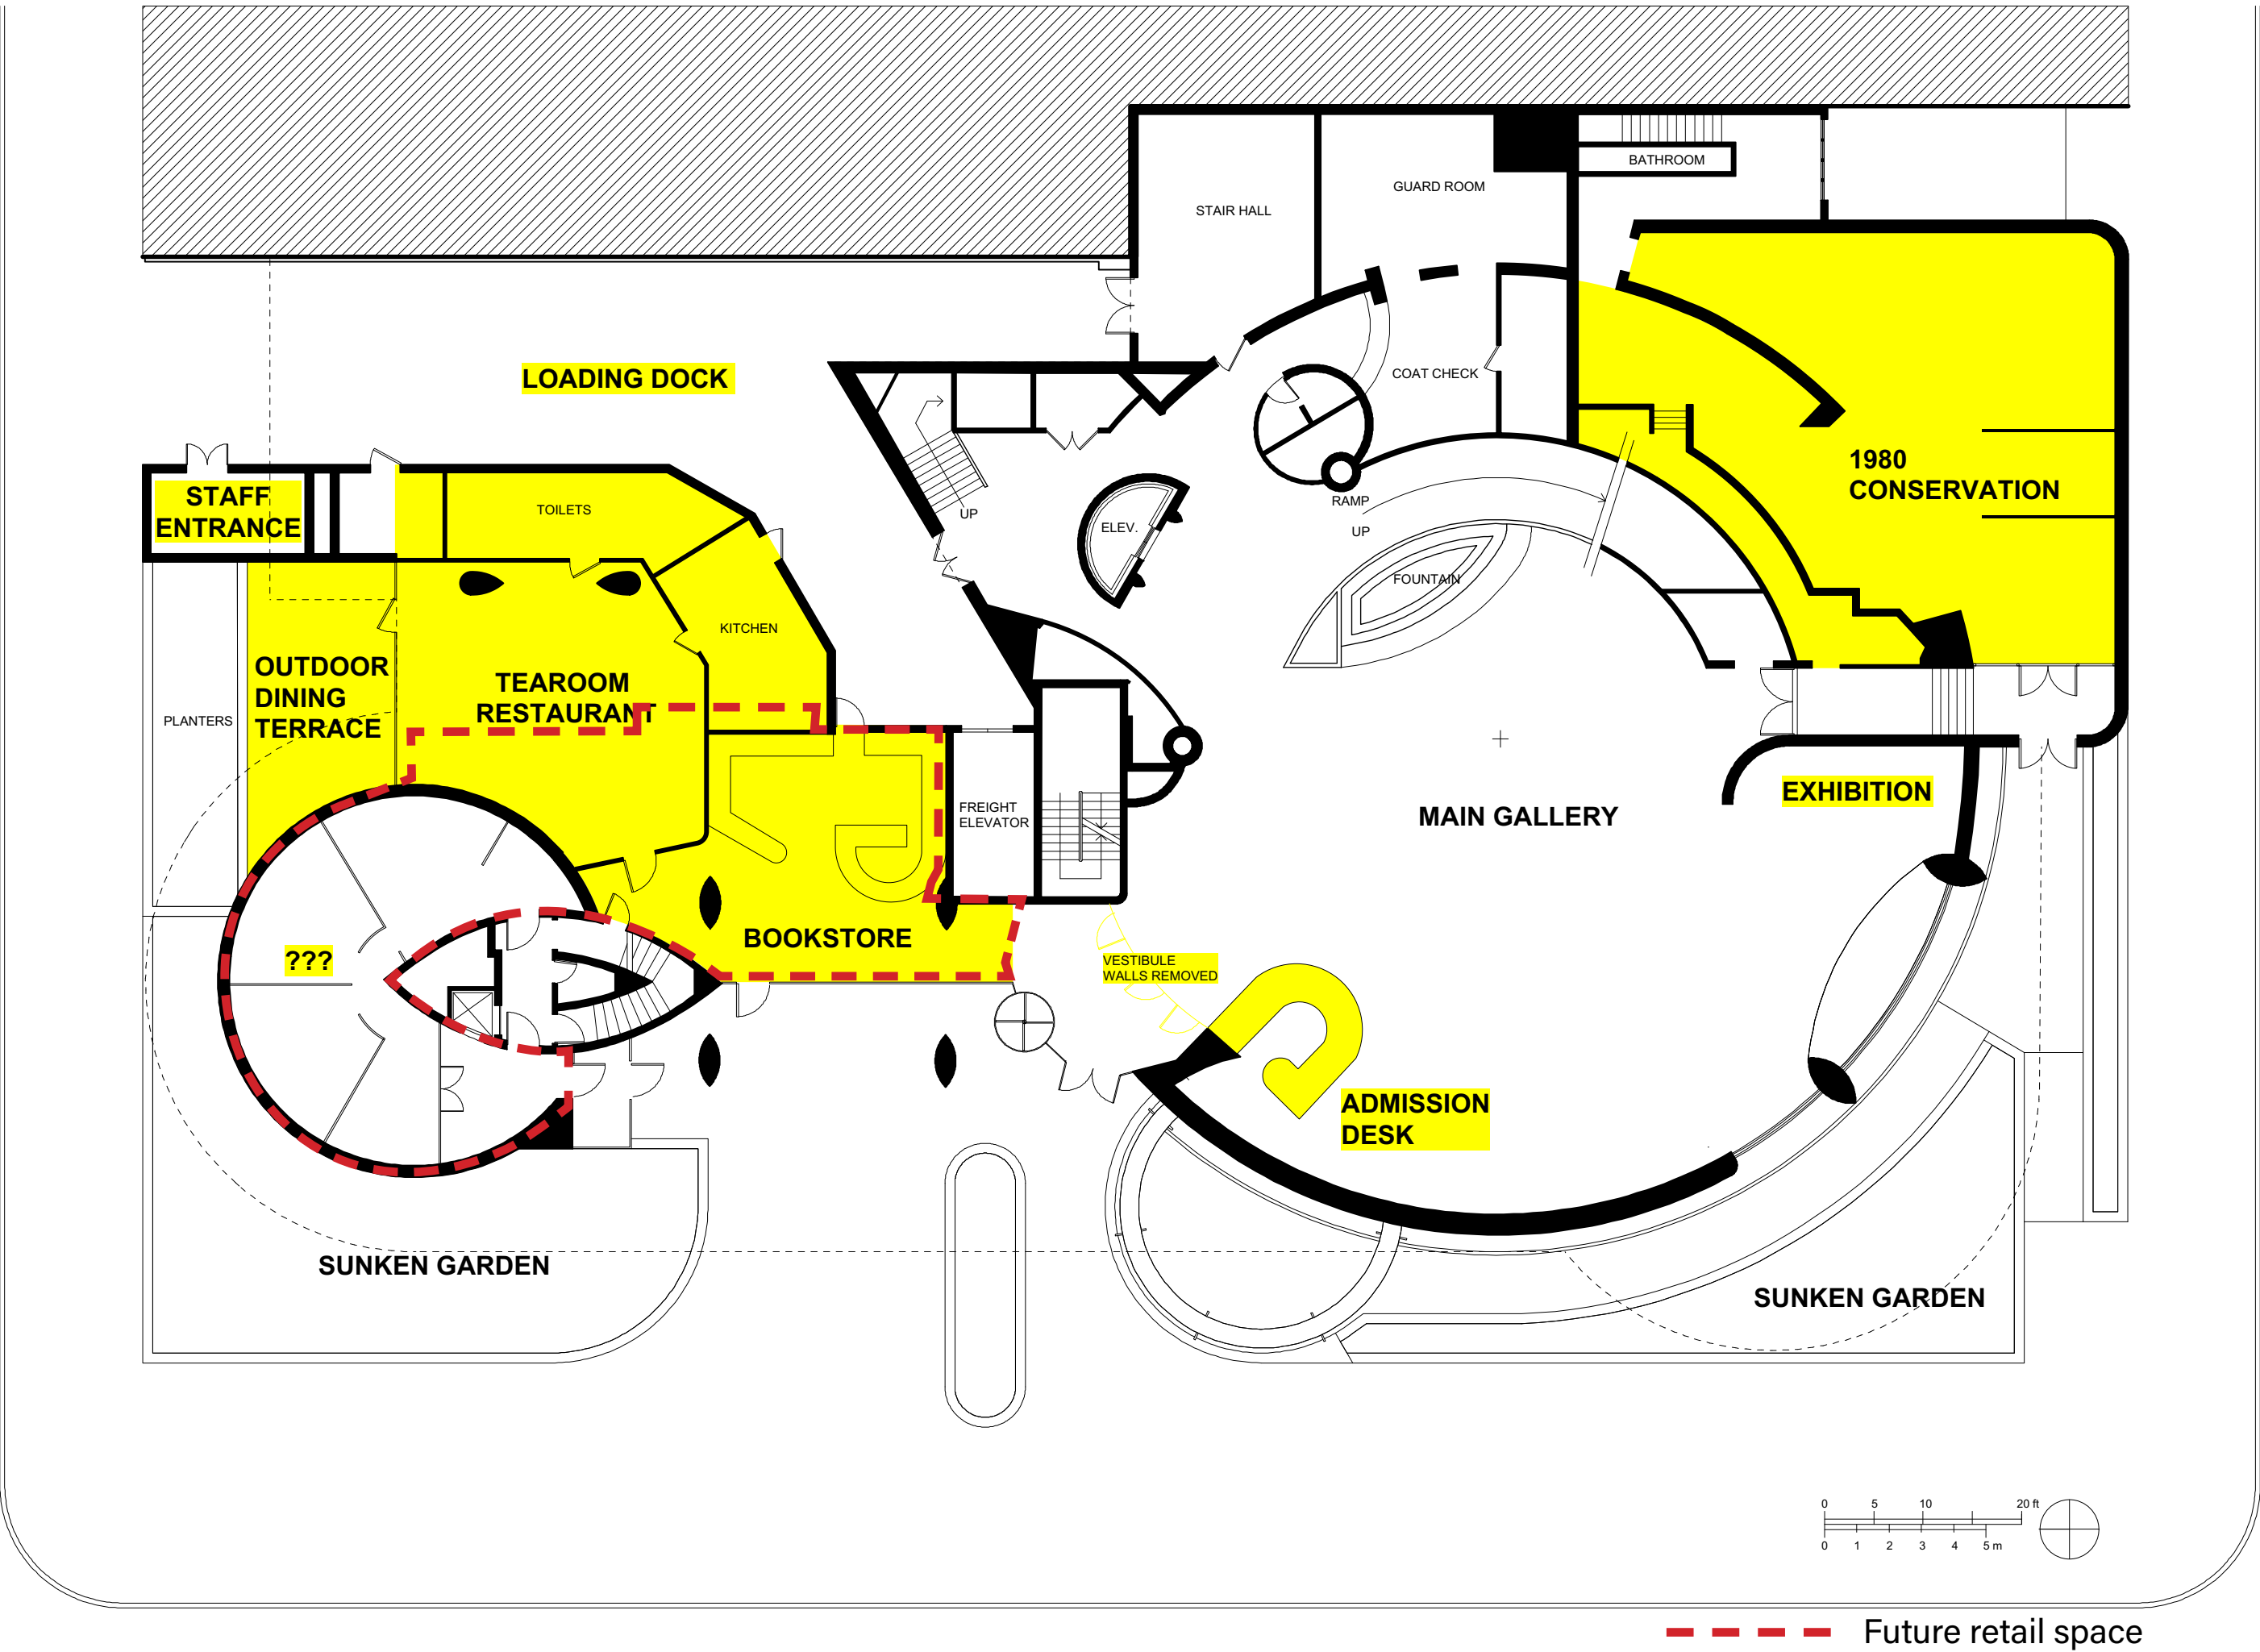 BATHROOM
GUARD ROOM
STAIR HALL
LOADING DOCK
COAT CHECK
1980
CONSERVATION
STAFF
ENTRANCE
TOILETS
UP
ELEV.
RAMP
UP
FOUNTAIN
KITCHEN
OUTDOOR
DINING
TERRACE
TEAROOM
RESTAURANT
PLANTERS
FREIGHT
ELEVATOR
MAIN GALLERY
EXHIBITION
BOOKSTORE
???
VESTIBULE
WALLS REMOVED
ADMISSION
DESK
SUNKEN GARDEN
SUNKEN GARDEN
0 5 10 20 ft
0 1 2 3 4 5 m
Future retail space